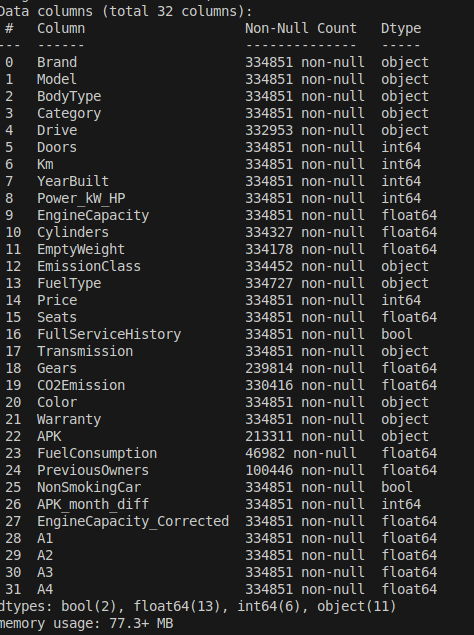 Data columns (total 32 columns):
 #   Column                    Non-Null Count   Dtype
---  ------                    --------------   -----
 0   Brand                     334851 non-null  object
 1   Model                     334851 non-null  object
 2   BodyType                  334851 non-null  object
 3   Category                  334851 non-null  object
 4   Drive                     332953 non-null  object
 5   Doors                     334851 non-null  int64
 6   Km                        334851 non-null  int64
 7   YearBuilt                 334851 non-null  int64
 8   Power_kW_HP               334851 non-null  int64
 9   EngineCapacity            334851 non-null  float64
 10  Cylinders                 334327 non-null  float64
 11  EmptyWeight               334178 non-null  float64
 12  EmissionClass             334452 non-null  object
 13  FuelType                  334727 non-null  object
 14  Price                     334851 non-null  int64
 15  Seats                     334851 non-null  float64
 16  FullServiceHistory        334851 non-null  bool
 17  Transmission              334851 non-null  object
 18  Gears                     239814 non-null  float64
 19  CO2Emission               330416 non-null  float64
 20  Color                     334851 non-null  object
 21  Warranty                  334851 non-null  object
 22  APK                       213311 non-null  object
 23  FuelConsumption           46982 non-null   float64
 24  PreviousOwners            100446 non-null  float64
 25  NonSmokingCar             334851 non-null  bool
 26  APK_month_diff            334851 non-null  int64
 27  EngineCapacity_Corrected  334851 non-null  float64
 28  A1                        334851 non-null  float64
 29  A2                        334851 non-null  float64
 30  A3                        334851 non-null  float64
 31  A4                        334851 non-null  float64
dtypes: bool(2), float64(13), int64(6), object(11)
memory usage: 77.3+ MB